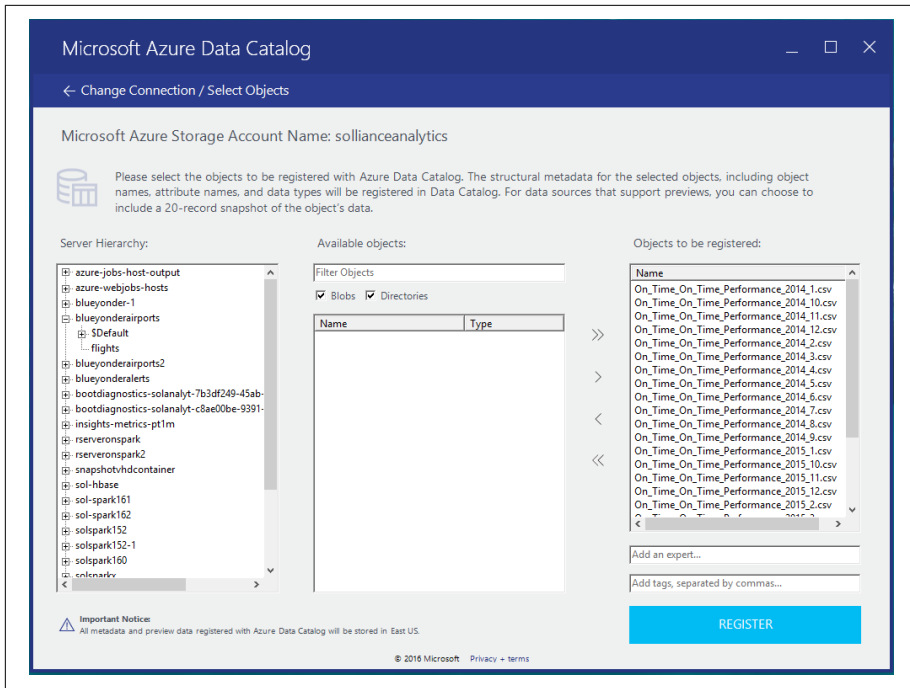 Microsoft Azure Data Catalog
Change Connection / Select Objects
Microsoft Azure Storage Account Name: sollianceanalytics
Please select the objects to be registered with Azure Data Catalog. The structural metadata for the selected objects, including object
names, attribute names, and data types will be registered in Data Catalog. For data sources that support previews, you can choose to
include a 20-record snapshot of the object's data.
Server Hierarchy:
azure-jobs-host-output
azure-webjobs-hosts
blueyonder-1
blueyonderairports
$Default
flights
blueyonderairports2
blueyonderalerts
bootdiagnostics-solanalyt-7b3df249-45ab-
bootdiagnostics-solanalyt-c8ae00be-9391-
insights-metrics-pt1m
rserveronspark
rserveronspark2
snapshotvhdcontainer
sol-hbase
sol-spark161
sol-spark162
solspark152
solspark152-1
solspark160
solsparkx
Available objects:
Filter Objects
Blobs Directories
Name Type
Objects to be registered:
Name
On_Time_On_Time_Performance_2014_1.csv
On_Time_On_Time_Performance_2014_10.csv
On_Time_On_Time_Performance_2014_11.csv
On_Time_On_Time_Performance_2014_12.csv
On_Time_On_Time_Performance_2014_2.csv
On_Time_On_Time_Performance_2014_3.csv
On_Time_On_Time_Performance_2014_4.csv
On_Time_On_Time_Performance_2014_5.csv
On_Time_On_Time_Performance_2014_6.csv
On_Time_On_Time_Performance_2014_7.csv
On_Time_On_Time_Performance_2014_8.csv
On_Time_On_Time_Performance_2014_9.csv
On_Time_On_Time_Performance_2015_1.csv
On_Time_On_Time_Performance_2015_10.csv
On_Time_On_Time_Performance_2015_11.csv
On_Time_On_Time_Performance_2015_12.csv
On_Time_On_Time_Performance_2015_2.csv
Add an expert...
Add tags, separated by commas...
REGISTER
Important Notice:
All metadata and preview data registered with Azure Data Catalog will be stored in East US.
© 2016 Microsoft Privacy + terms